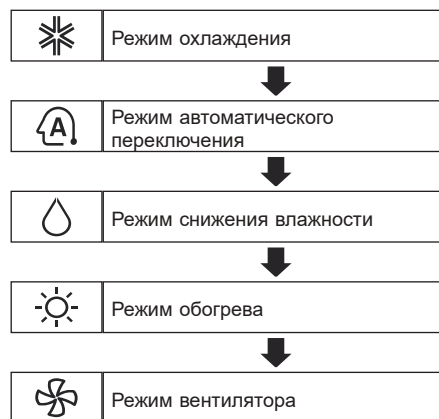 Режим охлаждения
A
Режим автоматического
переключения
Режим снижения влажности
Режим обогрева
Режим вентилятора